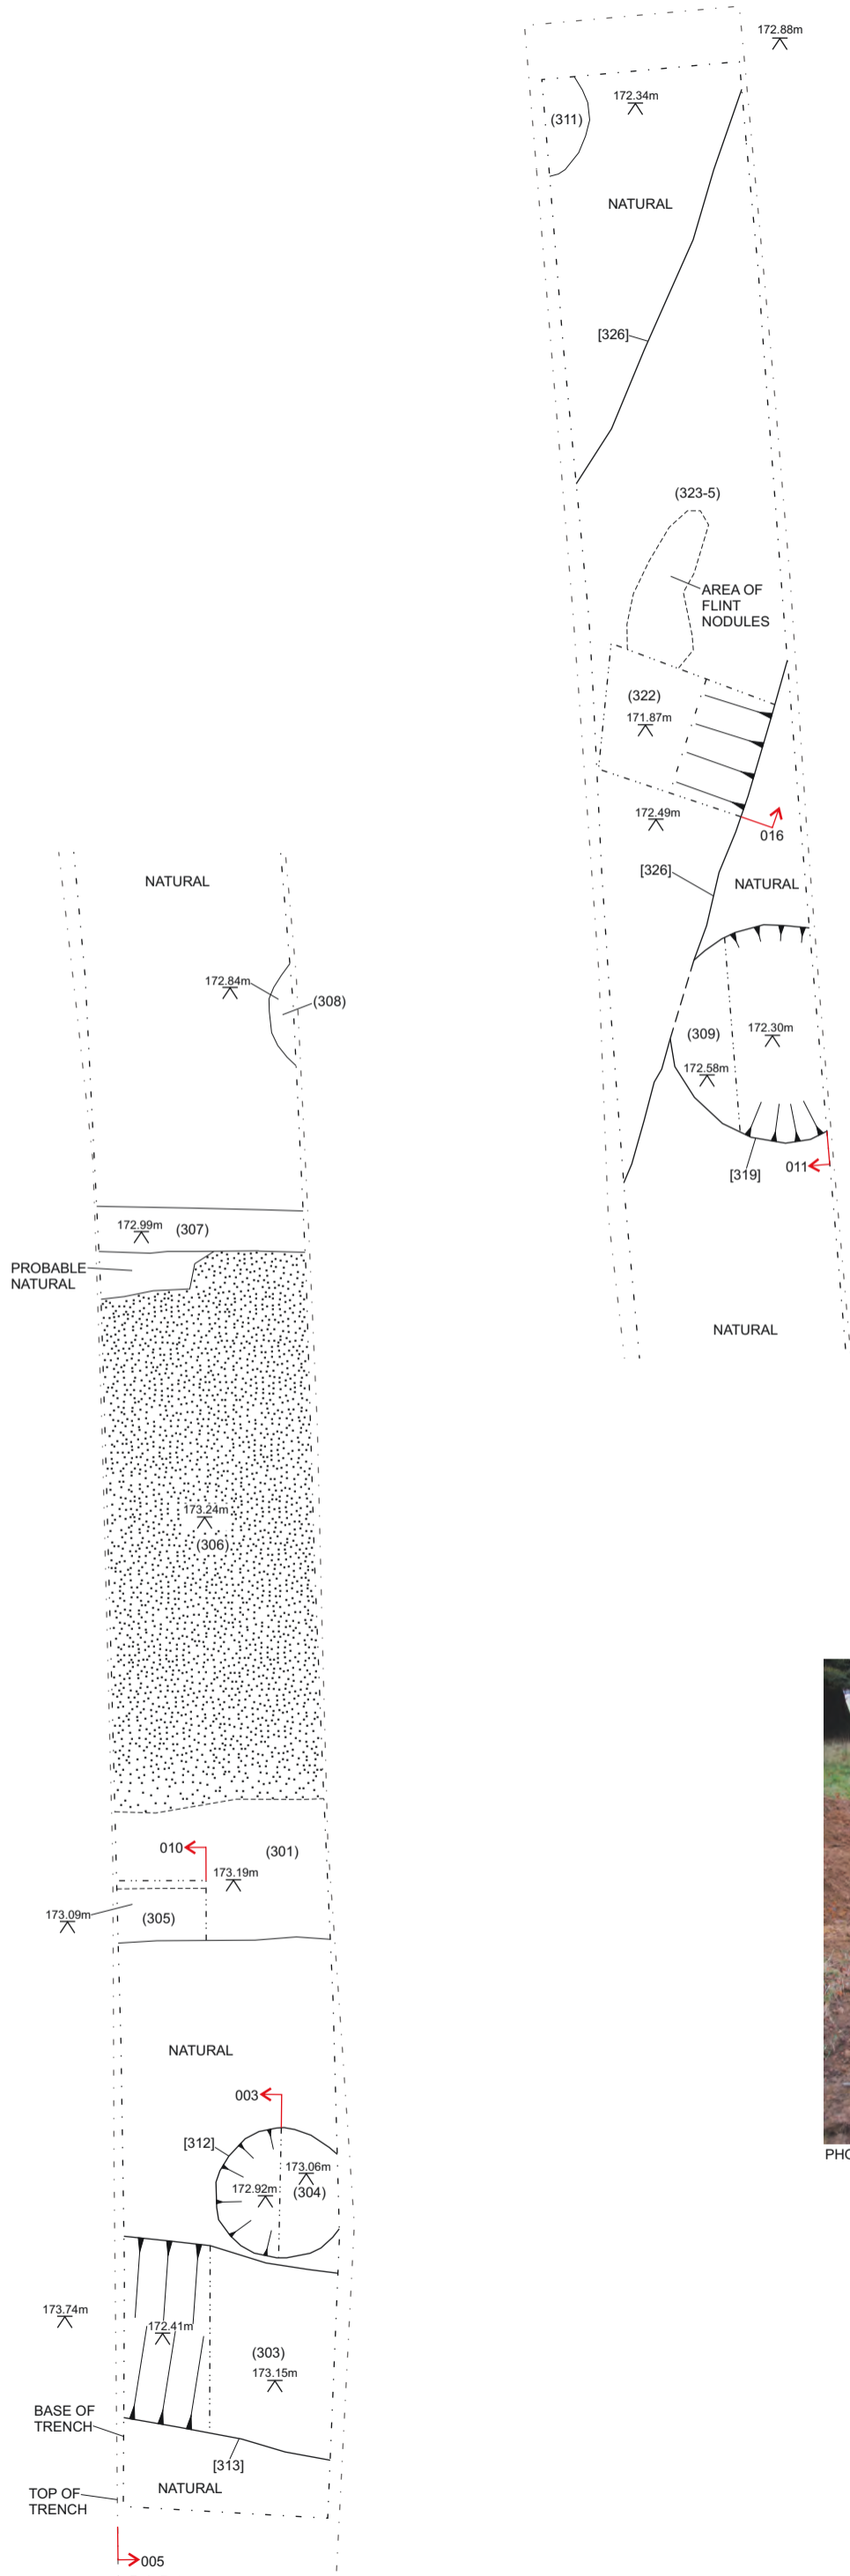 172.88m
172.34m
(311)
NATURAL
[326]
(323-5)
AREA OF
FLINT
NODULES
(322)
171.87m
172.49m
016
[326]
NATURAL
(309)
172.30m
172.58m
[319]
011
NATURAL
NATURAL
172.84m
(308)
172.99m
(307)
PROBABLE
NATURAL
173.24m
(306)
010
(301)
173.19m
173.09m
(305)
NATURAL
003
[312]
173.06m
172.92m
(304)
173.74m
172.41m
(303)
173.15m
BASE OF
TRENCH
[313]
NATURAL
TOP OF
TRENCH
005